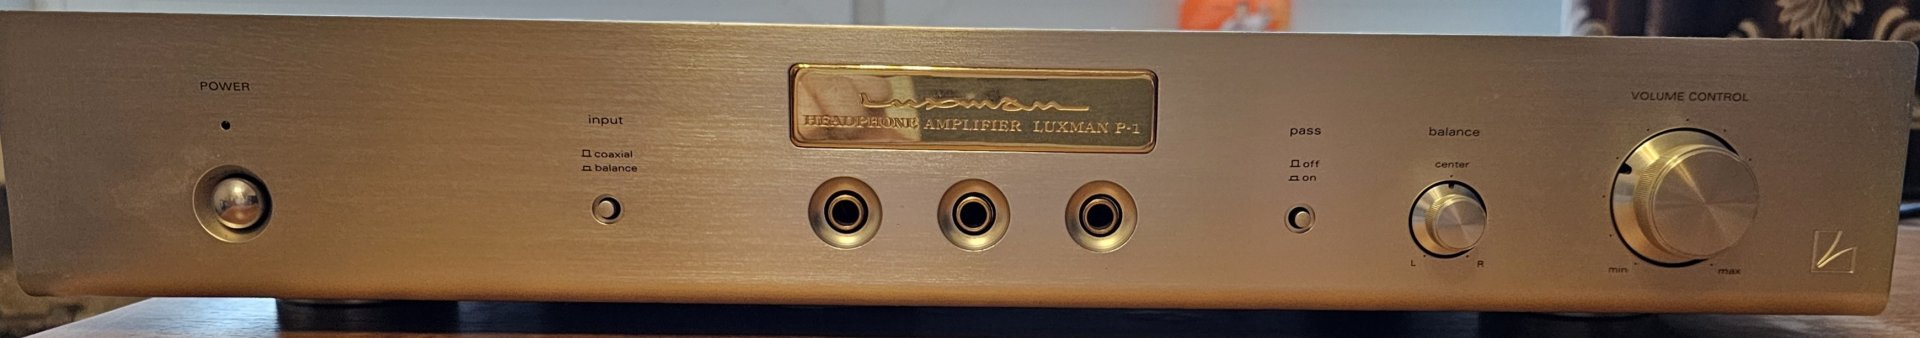 POWER
input
coaxial
balance
Luxman
HEADPHONE AMPLIFIER LUXMAN P-1
pass
off
on
balance
center
L R
VOLUME CONTROL
min max